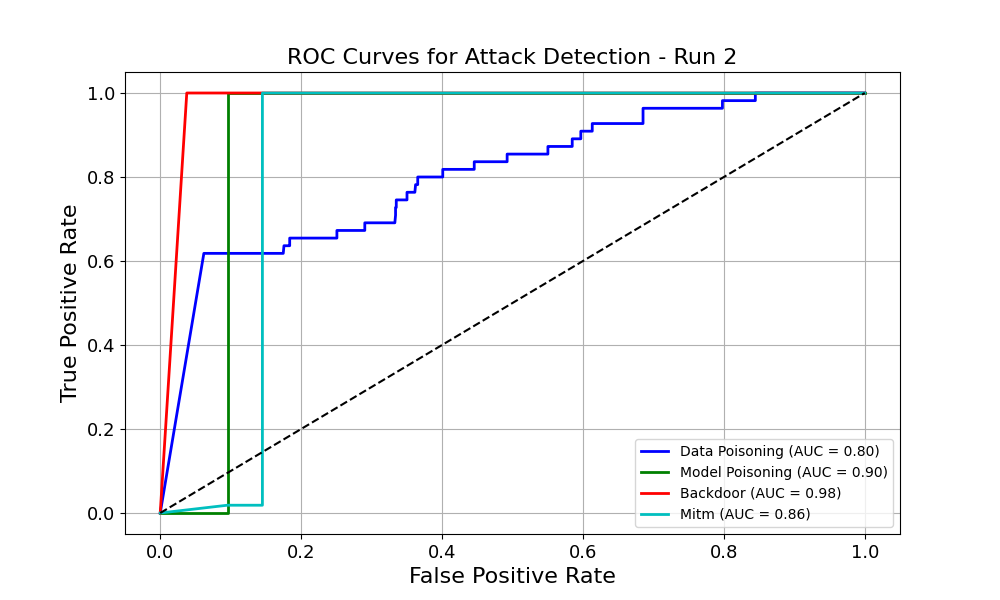 ROC Curves for Attack Detection - Run 2
True Positive Rate
1.0
0.8
0.6
0.4
0.2
0.0
Data Poisoning (AUC = 0.80)
Model Poisoning (AUC = 0.90)
Backdoor (AUC = 0.98)
Mitm (AUC = 0.86)
0.0 0.2 0.4 0.6 0.8 1.0
False Positive Rate